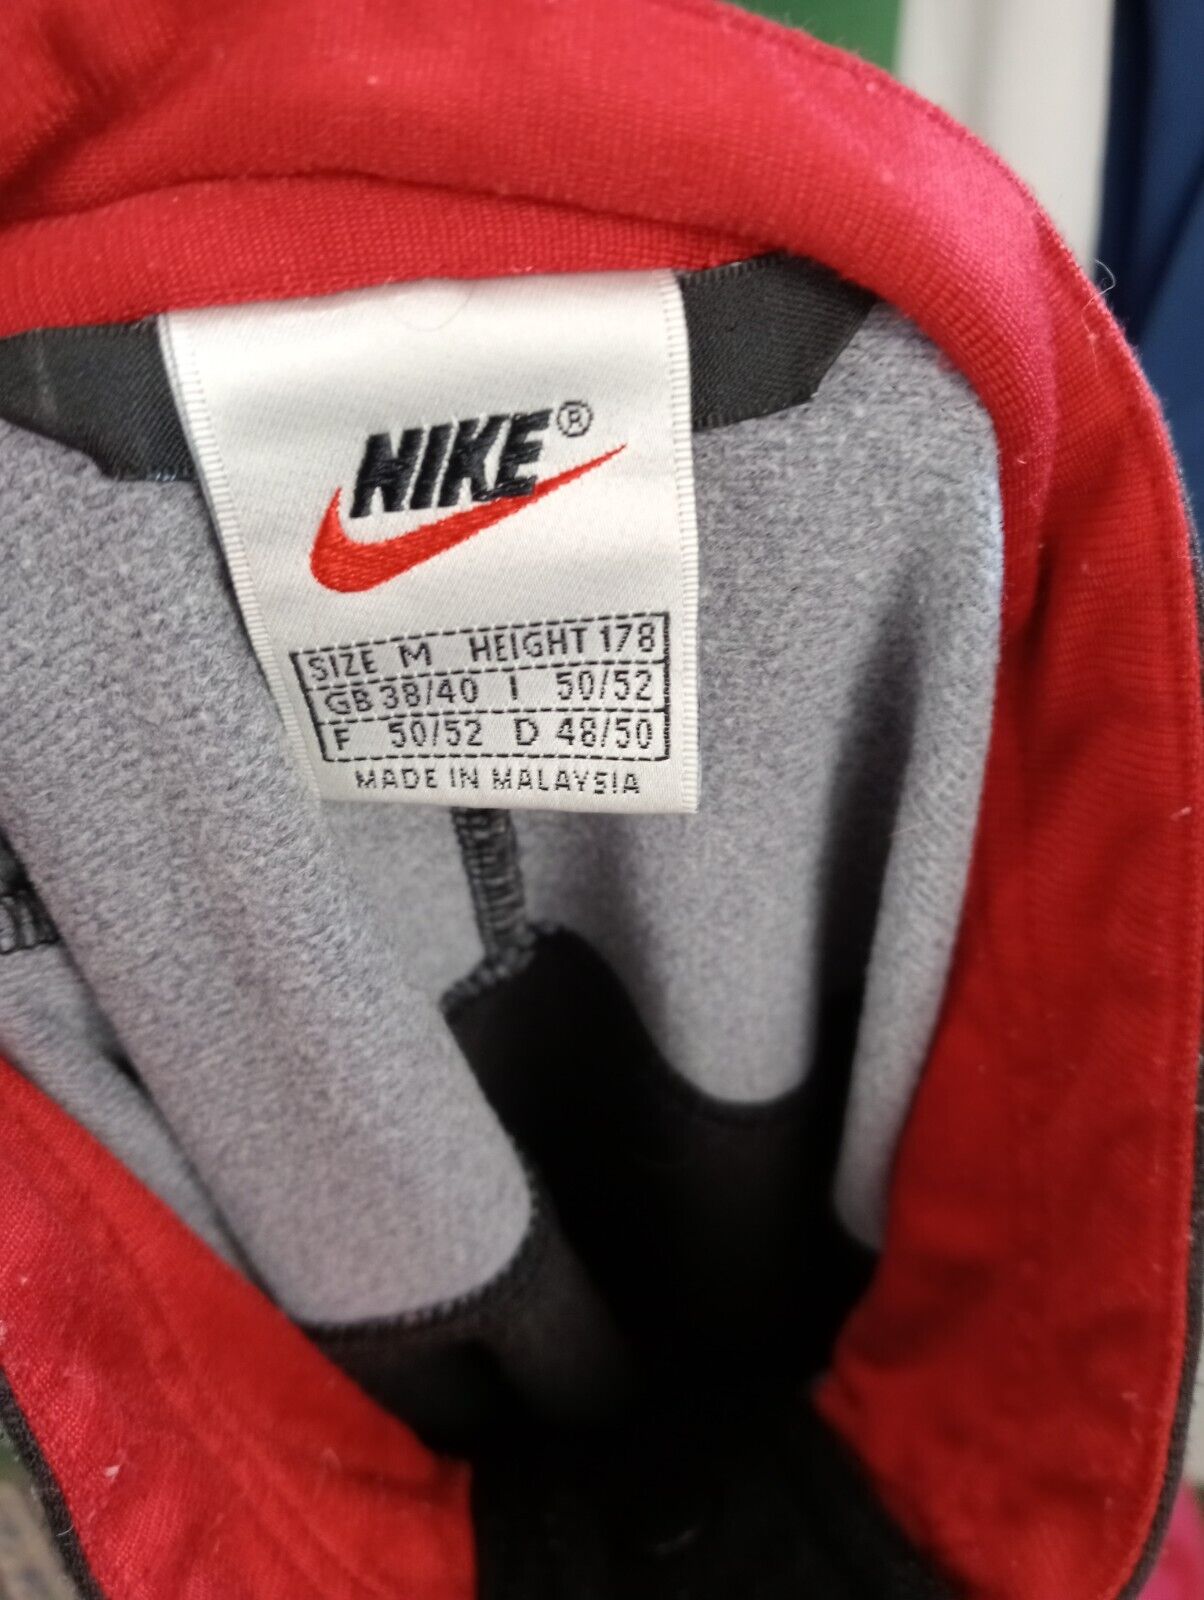 NIKE®
SIZE M HEIGHT 178
GB 38/40 I 50/52
F 50/52 D 48/50
MADE IN MALAYSIA